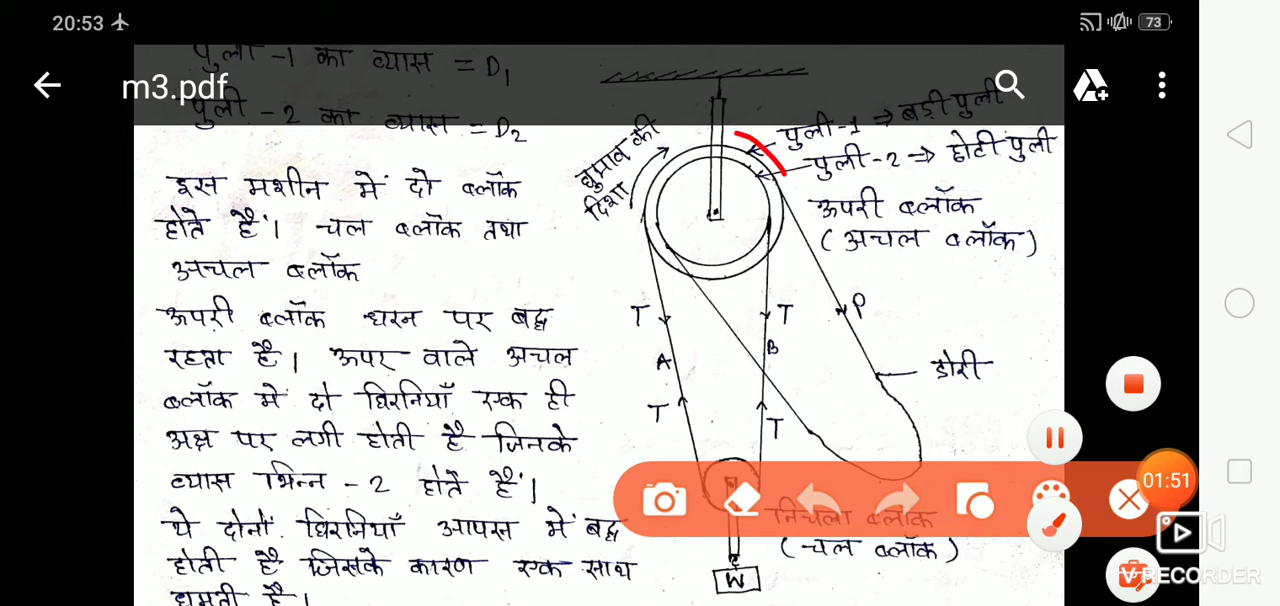 20:53
73
m3.pdf
पुली -1 का व्यास = D1
पुली -2 का व्यास = D2
इस मशीन में दो ब्लॉक
होते हैं। चल ब्लॉक तथा
अचल ब्लॉक
ऊपरी ब्लॉक धरन पर बद्ध
रहता है। ऊपर वाले अचल
ब्लॉक में दो घिरनियाँ एक ही
अक्ष पर लगी होती है जिनके
व्यास भिन्न -2 होते हैं।
ये दोनों घिरनियाँ आपस में बद्ध
होती है जिसके कारण एक साथ
घूमती है।
घुमाव की
दिशा
पुली-1 ⇒ बड़ी पुली
पुली-2 ⇒ छोटी पुली
ऊपरी ब्लॉक
(अचल ब्लॉक)
T
T
P
A
B
डोरी
T
T
निचला ब्लॉक
(चल ब्लॉक)
W
01:51
V RECORDER